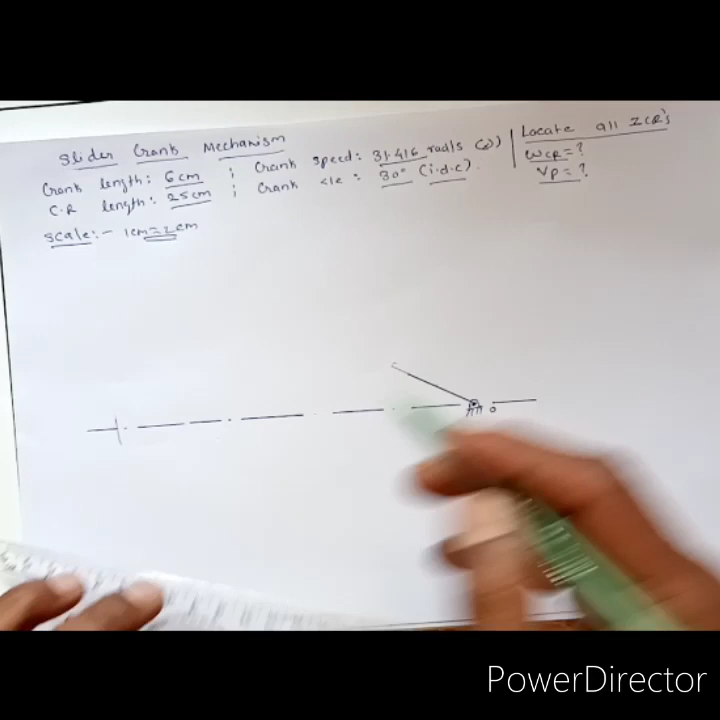 Slider Crank Mechanism
Crank length: 6cm ; Crank speed: 31.416 rad/s (ω)
C.R length: 25cm ; Crank <le: 30° (i.d.c).
Scale:- 1cm=2cm
Locate all ICR's
ωCR=?
VP=?
o
PowerDirector